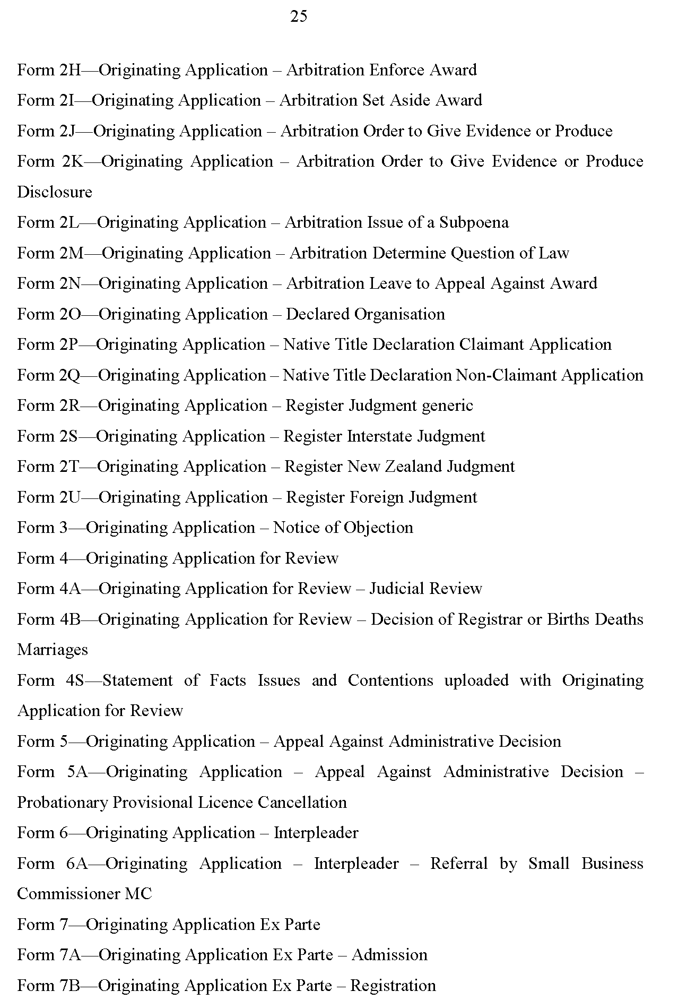 25
Form 2H—Originating Application – Arbitration Enforce Award
Form 2I—Originating Application – Arbitration Set Aside Award
Form 2J—Originating Application – Arbitration Order to Give Evidence or Produce
Form 2K—Originating Application – Arbitration Order to Give Evidence or Produce
Disclosure
Form 2L—Originating Application – Arbitration Issue of a Subpoena
Form 2M—Originating Application – Arbitration Determine Question of Law
Form 2N—Originating Application – Arbitration Leave to Appeal Against Award
Form 2O—Originating Application – Declared Organisation
Form 2P—Originating Application – Native Title Declaration Claimant Application
Form 2Q—Originating Application – Native Title Declaration Non-Claimant Application
Form 2R—Originating Application – Register Judgment generic
Form 2S—Originating Application – Register Interstate Judgment
Form 2T—Originating Application – Register New Zealand Judgment
Form 2U—Originating Application – Register Foreign Judgment
Form 3—Originating Application – Notice of Objection
Form 4—Originating Application for Review
Form 4A—Originating Application for Review – Judicial Review
Form 4B—Originating Application for Review – Decision of Registrar or Births Deaths
Marriages
Form 4S—Statement of Facts Issues and Contentions uploaded with Originating
Application for Review
Form 5—Originating Application – Appeal Against Administrative Decision
Form 5A—Originating Application – Appeal Against Administrative Decision –
Probationary Provisional Licence Cancellation
Form 6—Originating Application – Interpleader
Form 6A—Originating Application – Interpleader – Referral by Small Business
Commissioner MC
Form 7—Originating Application Ex Parte
Form 7A—Originating Application Ex Parte – Admission
Form 7B—Originating Application Ex Parte – Registration